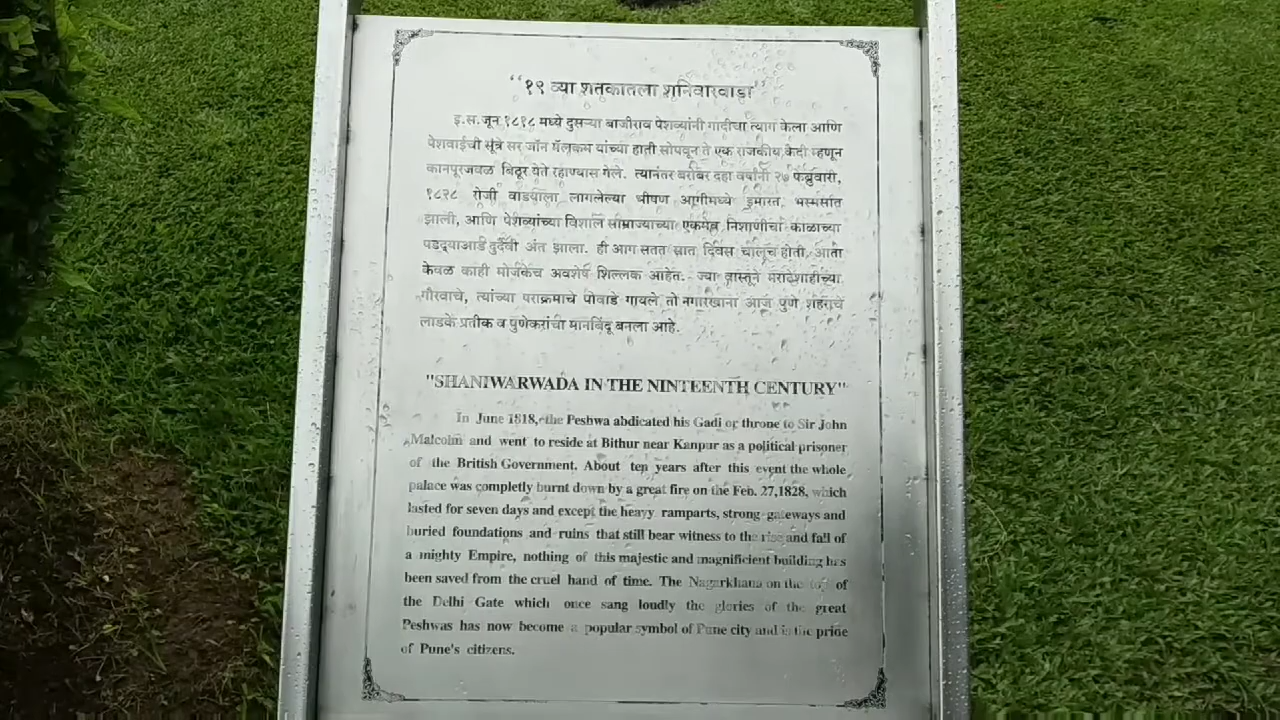 “१९ व्या शतकातला शनिवारवाडा”
इ.स.जून १८१८ मध्ये दुसऱ्या बाजीराव पेशव्यांनी गादीचा त्याग केला आणि
पेशवाईची सूत्रे सर जॉन मॅलकम यांच्या हाती सोपवून ते एक राजकीय कैदी म्हणून
कानपूरजवळ बिठूर येते रहाण्यास गेले. त्यानंतर बरोबर दहा वर्षांनी २७ फेब्रुवारी,
१८२८ रोजी वाडयाला लागलेल्या भीषण आगीमध्ये इमारत, भस्मसात
झाली, आणि पेशव्यांच्या विशाल साम्राज्याच्या एकमेव निशाणीचा काळाच्या
पडद्याआड दुर्दैवी अंत झाला. ही आग सतत सात दिवस चालूच होती, आता
केवळ काही मोजकेच अवशेष शिल्लक आहेत. ज्या वास्तूने मराठेशाहीच्या
गौरवाचे, त्यांच्या पराक्रमाचे पोवाडे गायले तो नगारखाना आज पुणे शहराचे
लाडके प्रतीक व पुणेकरांचा मानबिंदू बनला आहे.
"SHANIWARWADA IN THE NINTEENTH CENTURY"
In June 1818, the Peshwa abdicated his Gadi or throne to Sir John
Malcolm and went to reside at Bithur near Kanpur as a political prisoner
of the British Government. About ten years after this event the whole
palace was completly burnt down by a great fire on the Feb. 27,1828, which
lasted for seven days and except the heavy ramparts, strong gateways and
buried foundations and ruins that still bear witness to the rise and fall of
a mighty Empire, nothing of this majestic and magnificient building has
been saved from the cruel hand of time. The Nagarkhana on the top of
the Delhi Gate which once sang loudly the glories of the great
Peshwas has now become a popular symbol of Pune city and is the pride
of Pune's citizens.